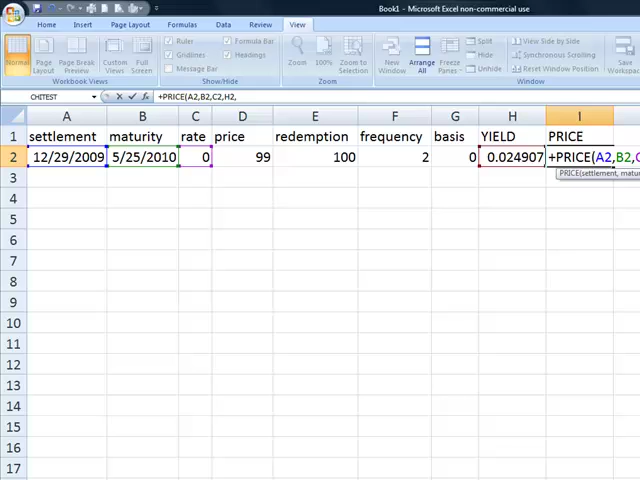 Book1 - Microsoft Excel non-commercial use
Home Insert Page Layout Formulas Data Review View
Normal
Page Layout
Page Break Preview
Custom Views
Full Screen
Workbook Views
Ruler
Gridlines
Message Bar
Formula Bar
Headings
Show/Hide
Zoom
100%
Zoom to Selection
Zoom
New Window
Arrange All
Freeze Panes
Split
Hide
Unhide
View Side by Side
Synchronous Scrolling
Reset Window Position
Window
Save
CHITEST fx +PRICE(A2,B2,C2,H2,
A B C D E F G H I
1 settlement maturity rate price redemption frequency basis YIELD PRICE
2 12/29/2009 5/25/2010 0 99 100 2 0 0.024907 +PRICE(A2,B2,
PRICE(settlement,
3
4
5
6
7
8
9
10
11
12
13
14
15
16
17